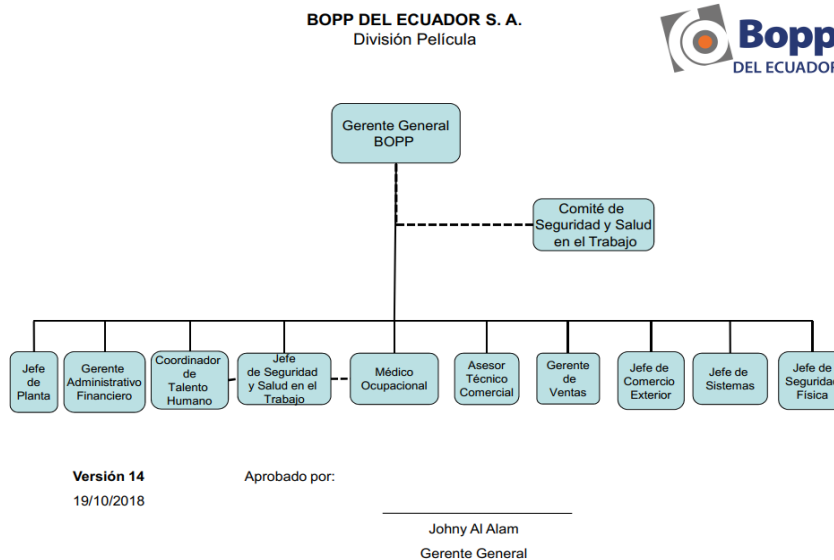 BOPP DEL ECUADOR S. A.
División Película
Bopp
DEL ECUADOR
Gerente General
BOPP
Comité de
Seguridad y Salud
en el Trabajo
Jefe
de
Planta
Gerente
Administrativo
Financiero
Coordinador
de
Talento
Humano
Jefe
de Seguridad
y Salud en el
Trabajo
Médico
Ocupacional
Asesor
Técnico
Comercial
Gerente
de
Ventas
Jefe de
Comercio
Exterior
Jefe de
Sistemas
Jefe de
Seguridad
Física
Versión 14
19/10/2018
Aprobado por:
Johny Al Alam
Gerente General